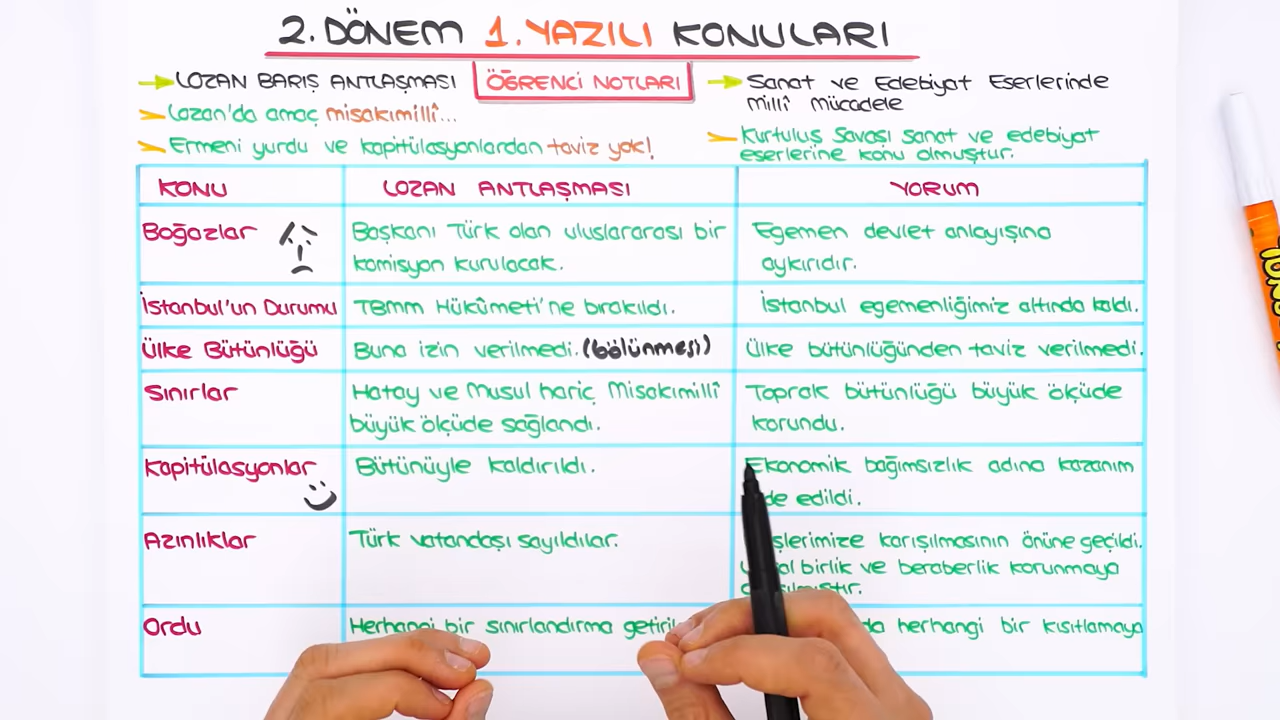 2. DÖNEM 1. YAZILI KONULARI
LOZAN BARIŞ ANTLAŞMASI
ÖĞRENCİ NOTLARI
Lozan'da amaç misakımillî...
Ermeni yurdu ve kapitülasyonlardan taviz yok!
Sanat ve Edebiyat Eserlerinde
millî mücadele
Kurtuluş Savaşı sanat ve edebiyat
eserlerine konu olmuştur.
KONU LOZAN ANTLAŞMASI YORUM
Boğazlar
Başkanı Türk olan uluslararası bir
komisyon kurulacak.
Egemen devlet anlayışına
aykırıdır.
İstanbul'un Durumu
TBMM Hükûmeti'ne bırakıldı.
İstanbul egemenliğimiz altında kaldı.
Ülke Bütünlüğü
Buna izin verilmedi. (bölünmesi)
Ülke bütünlüğünden taviz verilmedi.
Sınırlar
Hatay ve Musul hariç Misakımillî
büyük ölçüde sağlandı.
Toprak bütünlüğü büyük ölçüde
korundu.
Kapitülasyonlar
Bütünüyle kaldırıldı.
Ekonomik bağımsızlık adına kazanım
edildi.
Azınlıklar
Türk vatandaşı sayıldılar.
karışılmasının önüne geçildi.
birlik ve beraberlik korunmaya
Ordu
Herhangi bir sınırlandırma
herhangi bir kısıtlamaya